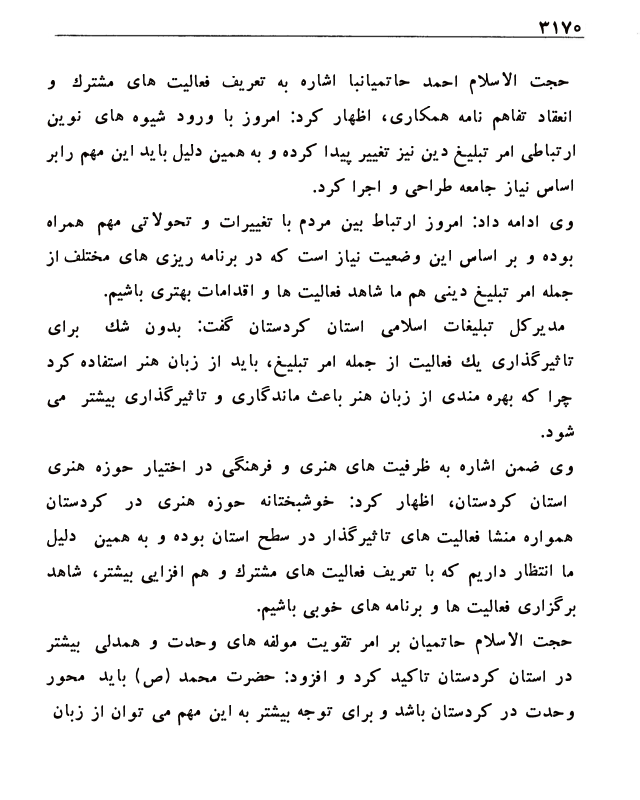 ۳۱۷۰
حجت الاسلام احمد حاتمیانبا اشاره به تعریف فعالیت های مشترك و
انعقاد تفاهم نامه همکاری، اظهار کرد: امروز با ورود شیوه های نوین
ارتباطی امر تبلیغ دین نیز تغییر پیدا کرده و به همین دلیل باید این مهم رابر
اساس نیاز جامعه طراحی و اجرا کرد.
وی ادامه داد: امروز ارتباط بین مردم با تغییرات و تحولاتی مهم همراه
بوده و بر اساس این وضعیت نیاز است که در برنامه ریزی های مختلف از
جمله امر تبلیغ دینی هم ما شاهد فعالیت ها و اقدامات بهتری باشیم.
مدیرکل تبلیغات اسلامی استان کردستان گفت: بدون شك برای
تاثیرگذاری یك فعالیت از جمله امر تبلیغ، باید از زبان هنر استفاده کرد
چرا که بهره مندی از زبان هنر باعث ماندگاری و تاثیرگذاری بیشتر می
شود.
وی ضمن اشاره به ظرفیت های هنری و فرهنگی در اختیار حوزه هنری
استان کردستان، اظهار کرد: خوشبختانه حوزه هنری در کردستان
همواره منشا فعالیت های تاثیرگذار در سطح استان بوده و به همین دلیل
ما انتظار داریم که با تعریف فعالیت های مشترك و هم افزایی بیشتر، شاهد
برگزاری فعالیت ها و برنامه های خوبی باشیم.
حجت الاسلام حاتمیان بر امر تقویت مولفه های وحدت و همدلی بیشتر
در استان کردستان تاکید کرد و افزود: حضرت محمد (ص) باید محور
وحدت در کردستان باشد و برای توجه بیشتر به این مهم می توان از زبان